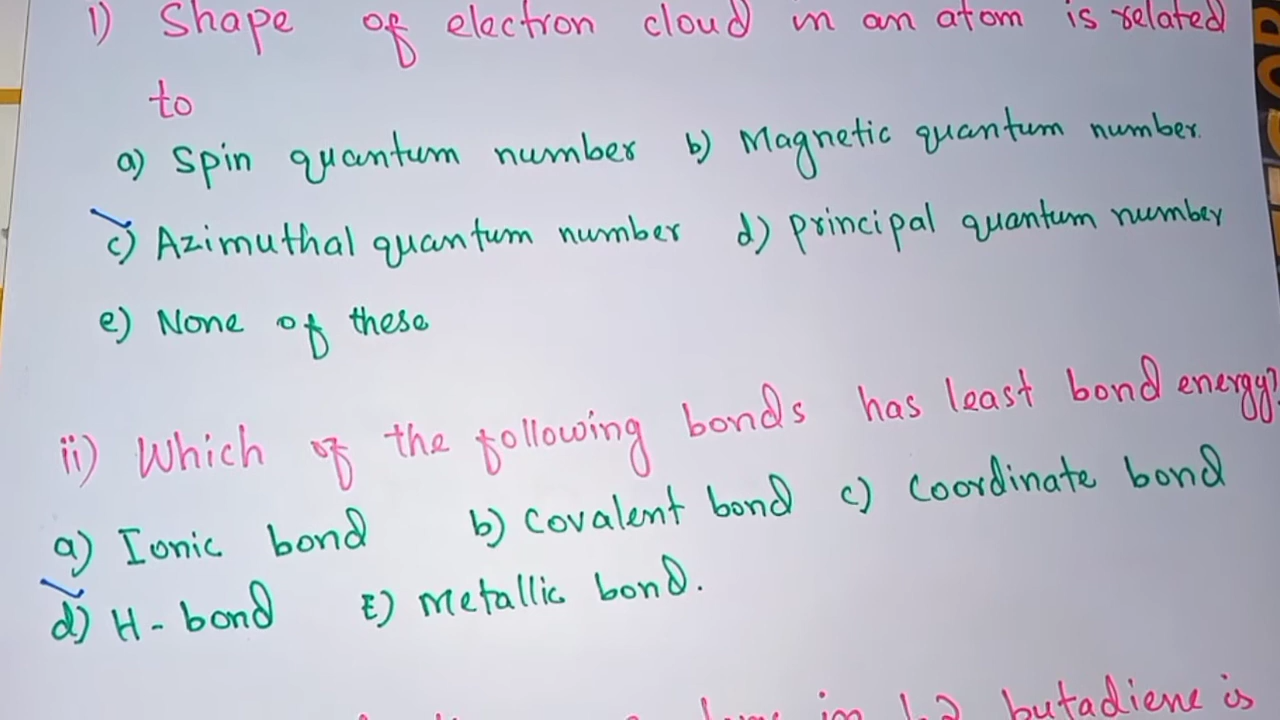 i) Shape of electron cloud in an atom is related
to
a) Spin quantum number b) Magnetic quantum number.
c) Azimuthal quantum number d) principal quantum number
e) None of these
ii) Which of the following bonds has least bond energy?
a) Ionic bond b) Covalent bond c) Coordinate bond
d) H-bond E) Metallic bond.
in 1,2 butadiene is